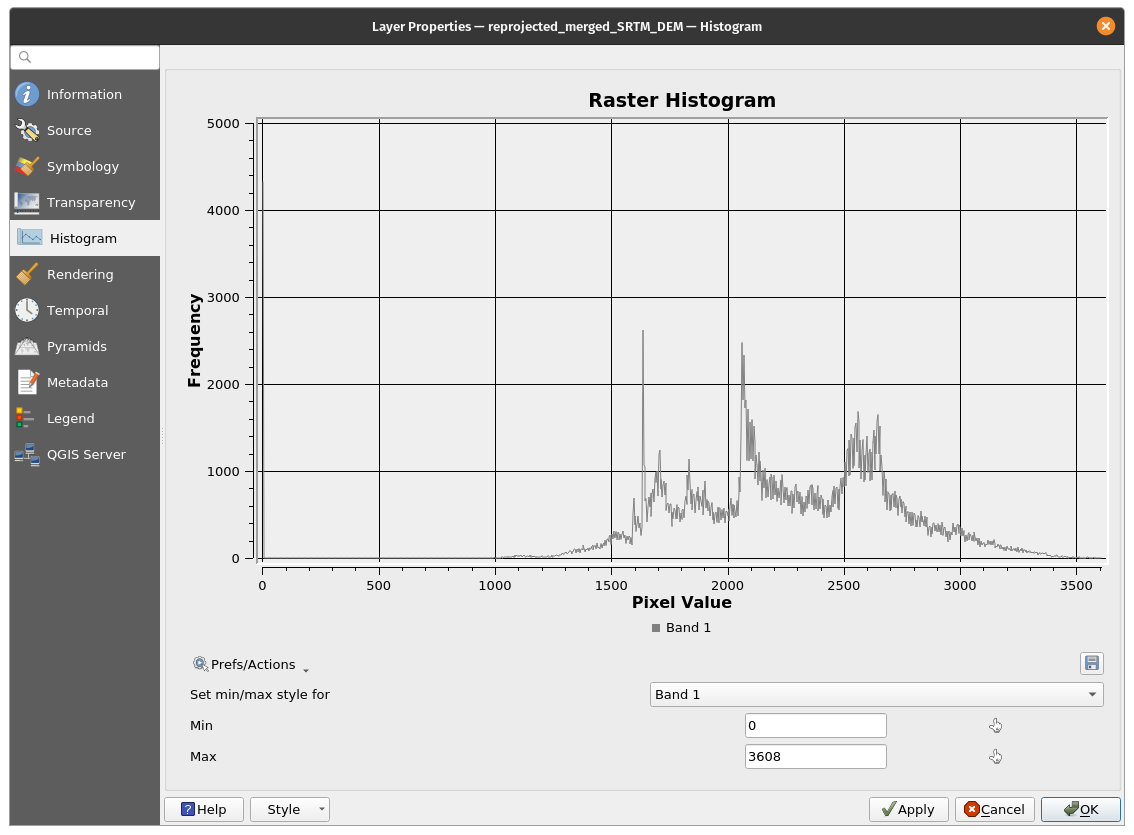 Layer Properties — reprojected_merged_SRTM_DEM — Histogram
Information
Source
Symbology
Transparency
Histogram
Rendering
Temporal
Pyramids
Metadata
Legend
QGIS Server
Raster Histogram
Frequency
5000
4000
3000
2000
1000
0
0 500 1000 1500 2000 2500 3000 3500
Pixel Value
Band 1
Prefs/Actions
Set min/max style for Band 1
Min 0
Max 3608
Help Style Apply Cancel OK